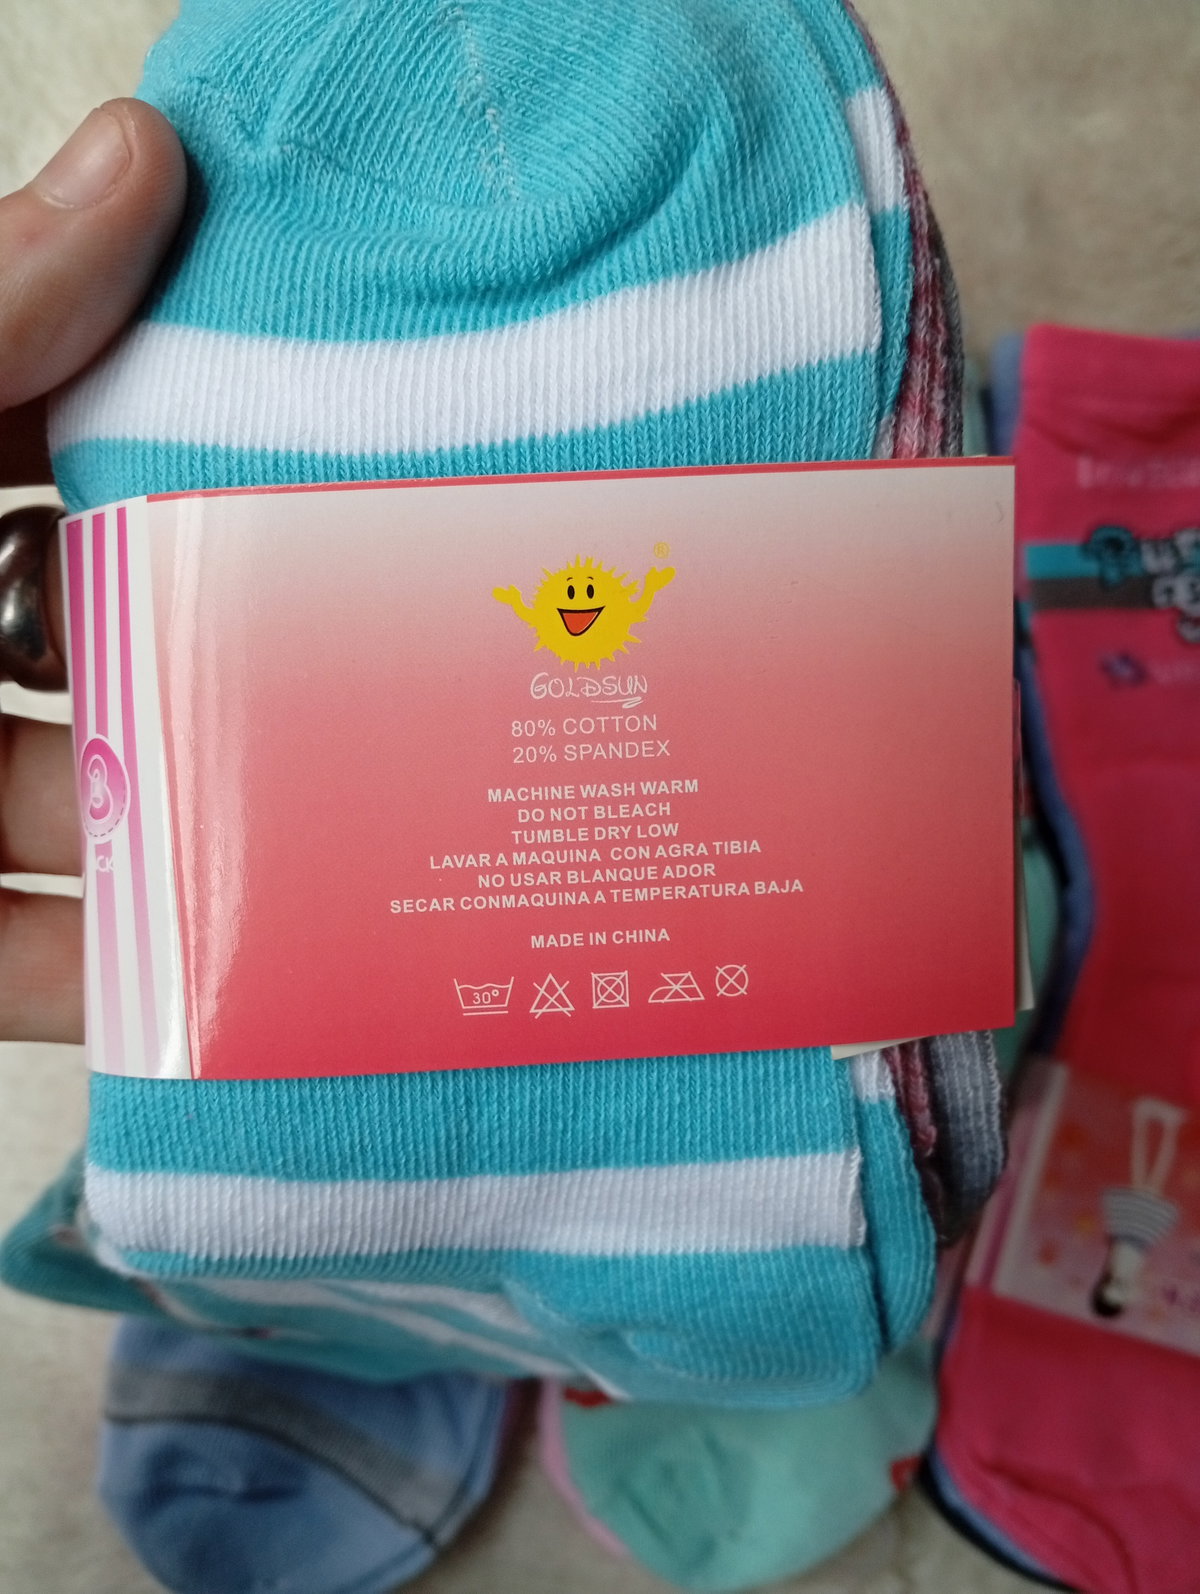 ®
GOLDSUN
80% COTTON
20% SPANDEX
MACHINE WASH WARM
DO NOT BLEACH
TUMBLE DRY LOW
LAVAR A MAQUINA CON AGRA TIBIA
NO USAR BLANQUE ADOR
SECAR CONMAQUINA A TEMPERATURA BAJA
MADE IN CHINA
30°
CK